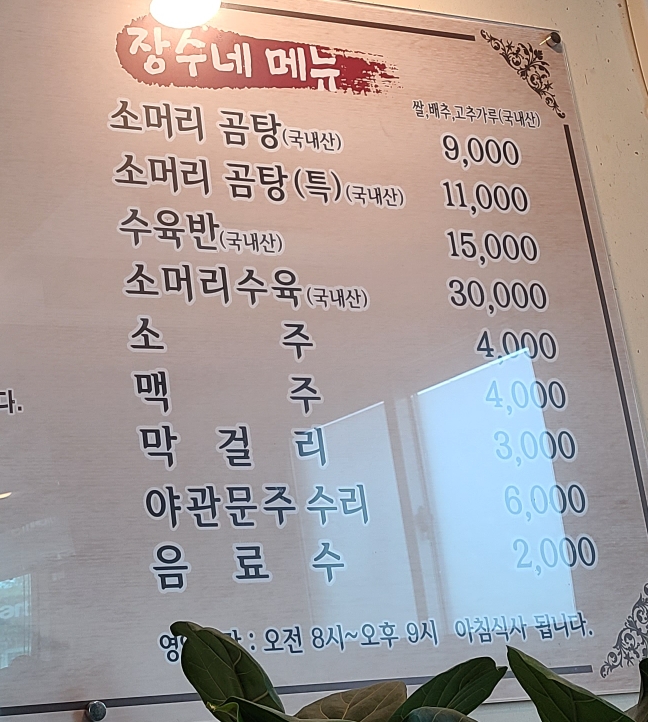 장수네 메뉴
쌀,배추,고추가루(국내산)
소머리 곰탕(국내산) 9,000
소머리 곰탕(특)(국내산) 11,000
수육반(국내산) 15,000
소머리수육(국내산) 30,000
소 주 4,000
맥 주 4,000
막 걸 리 3,000
야관문주 수리 6,000
음 료 수 2,000
: 오전 8시~오후 9시 아침식사 됩니다.
다.